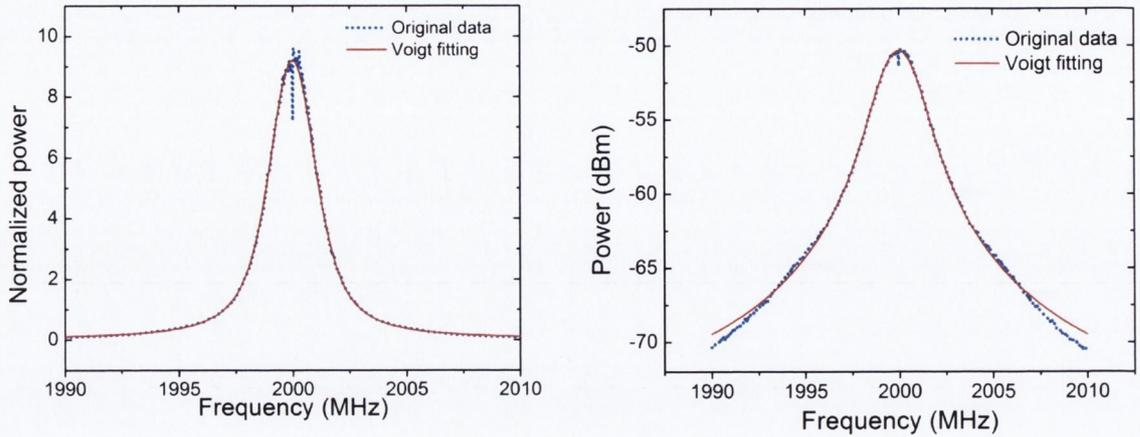 Original data
Voigt fitting
Normalized power
10
8
6
4
2
0
1990
1995
2000
2005
2010
Frequency (MHz)
Original data
Voigt fitting
Power (dBm)
-50
-55
-60
-65
-70
1990
1995
2000
2005
2010
Frequency (MHz)